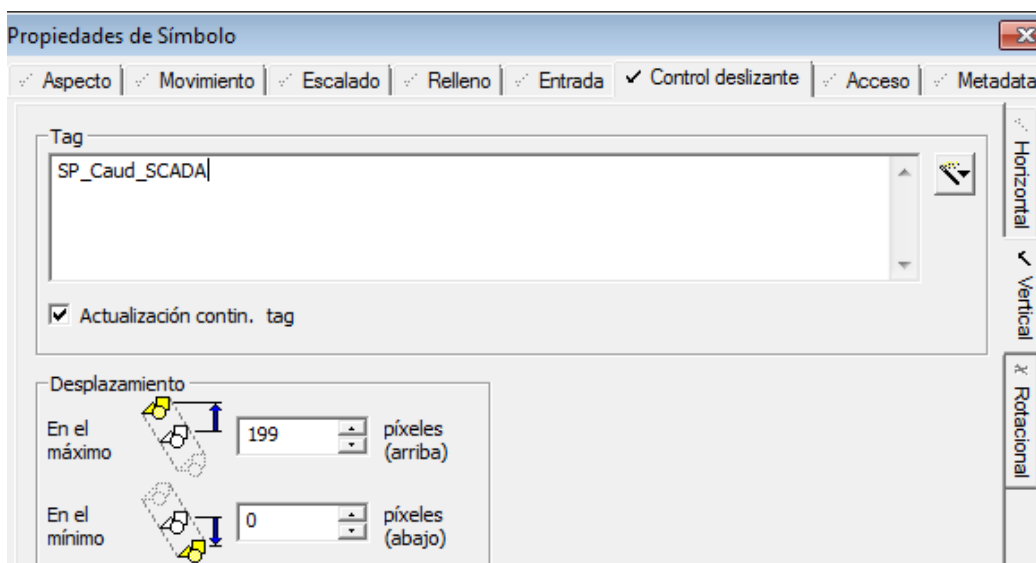 Propiedades de Símbolo
Aspecto Movimiento Escalado Relleno Entrada Control deslizante Acceso Metadata
Tag
SP_Caud_SCADA
Actualización contin. tag
Horizontal
Vertical
Rotacional
Desplazamiento
En el máximo 199 píxeles (arriba)
En el mínimo 0 píxeles (abajo)